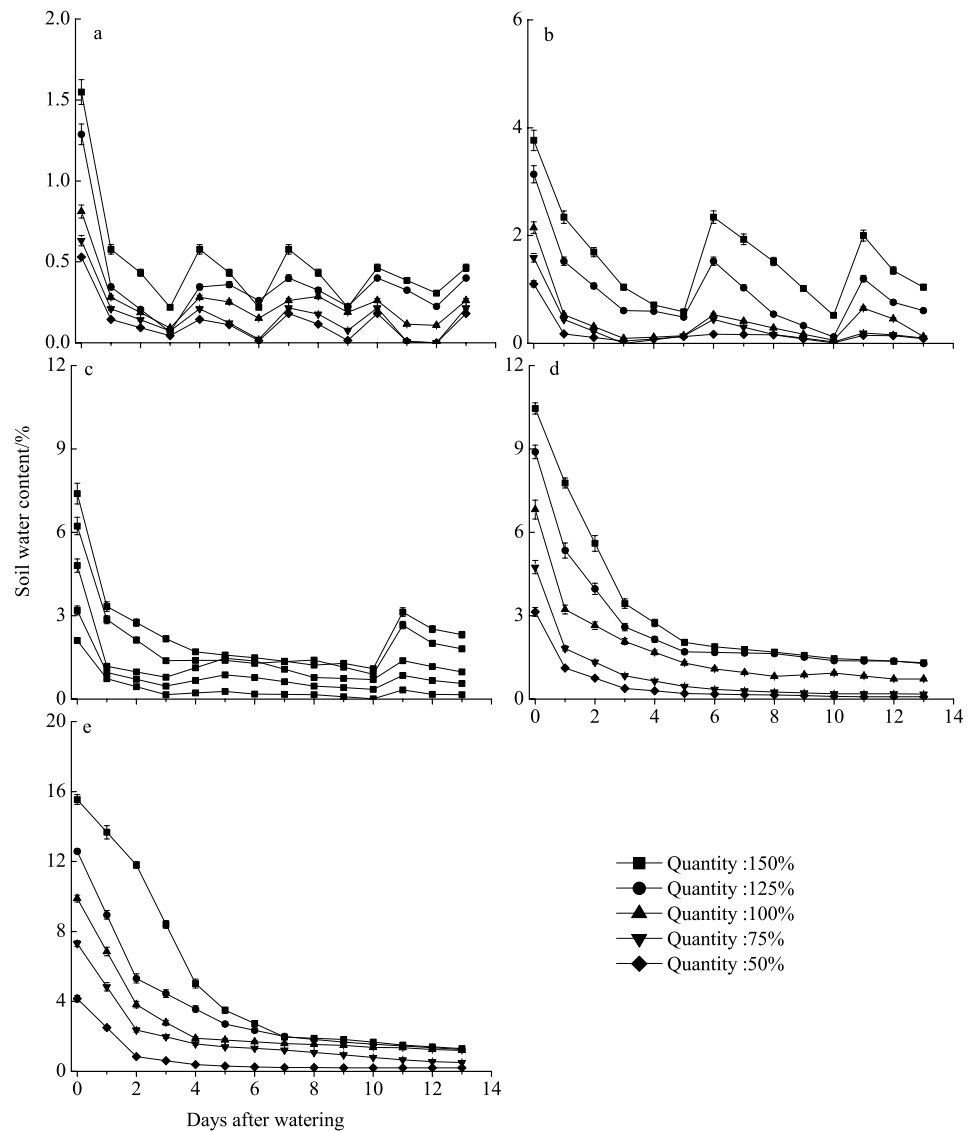 2.0
a
1.5
1.0
0.5
0.0
6
b
4
2
0
12
c
9
6
3
0
12
d
9
6
3
0
0 2 4 6 8 10 12 14
Soil water content/%
20
e
16
12
8
4
0
0 2 4 6 8 10 12 14
Days after watering
Quantity :150%
Quantity :125%
Quantity :100%
Quantity :75%
Quantity :50%